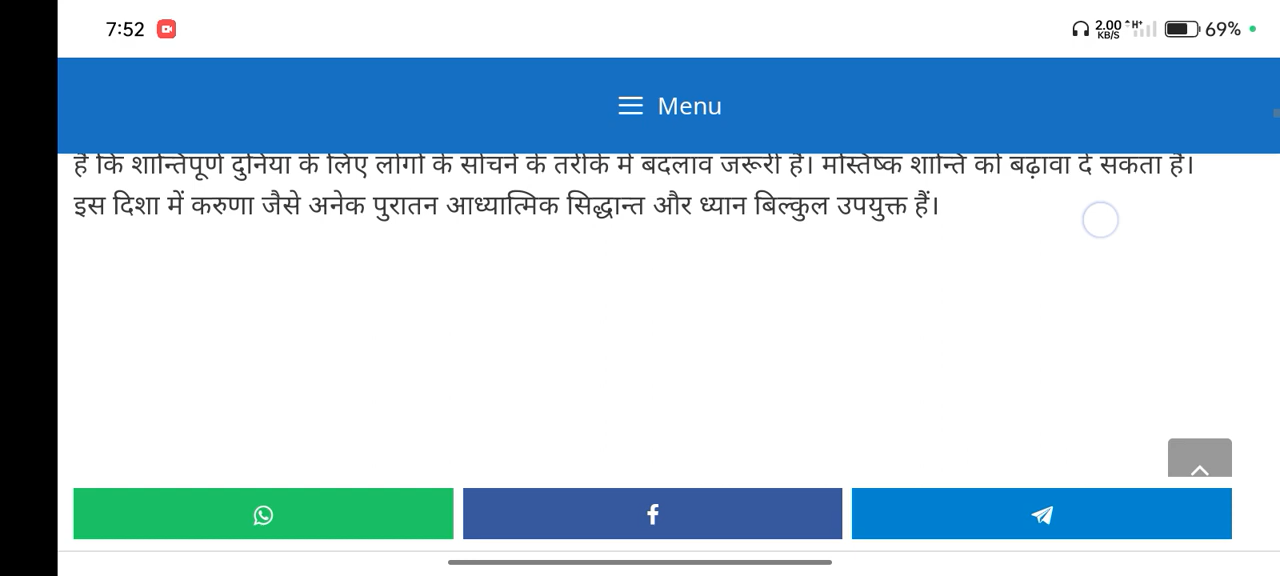 7:52
2.00 KB/S H+ 69%
Menu
है कि शान्तिपूर्ण दुनिया के लिए लोगों के सोचने के तरीके में बदलाव जरूरी है। मस्तिष्क शान्ति को बढ़ावा दे सकता है।
इस दिशा में करुणा जैसे अनेक पुरातन आध्यात्मिक सिद्धान्त और ध्यान बिल्कुल उपयुक्त हैं।